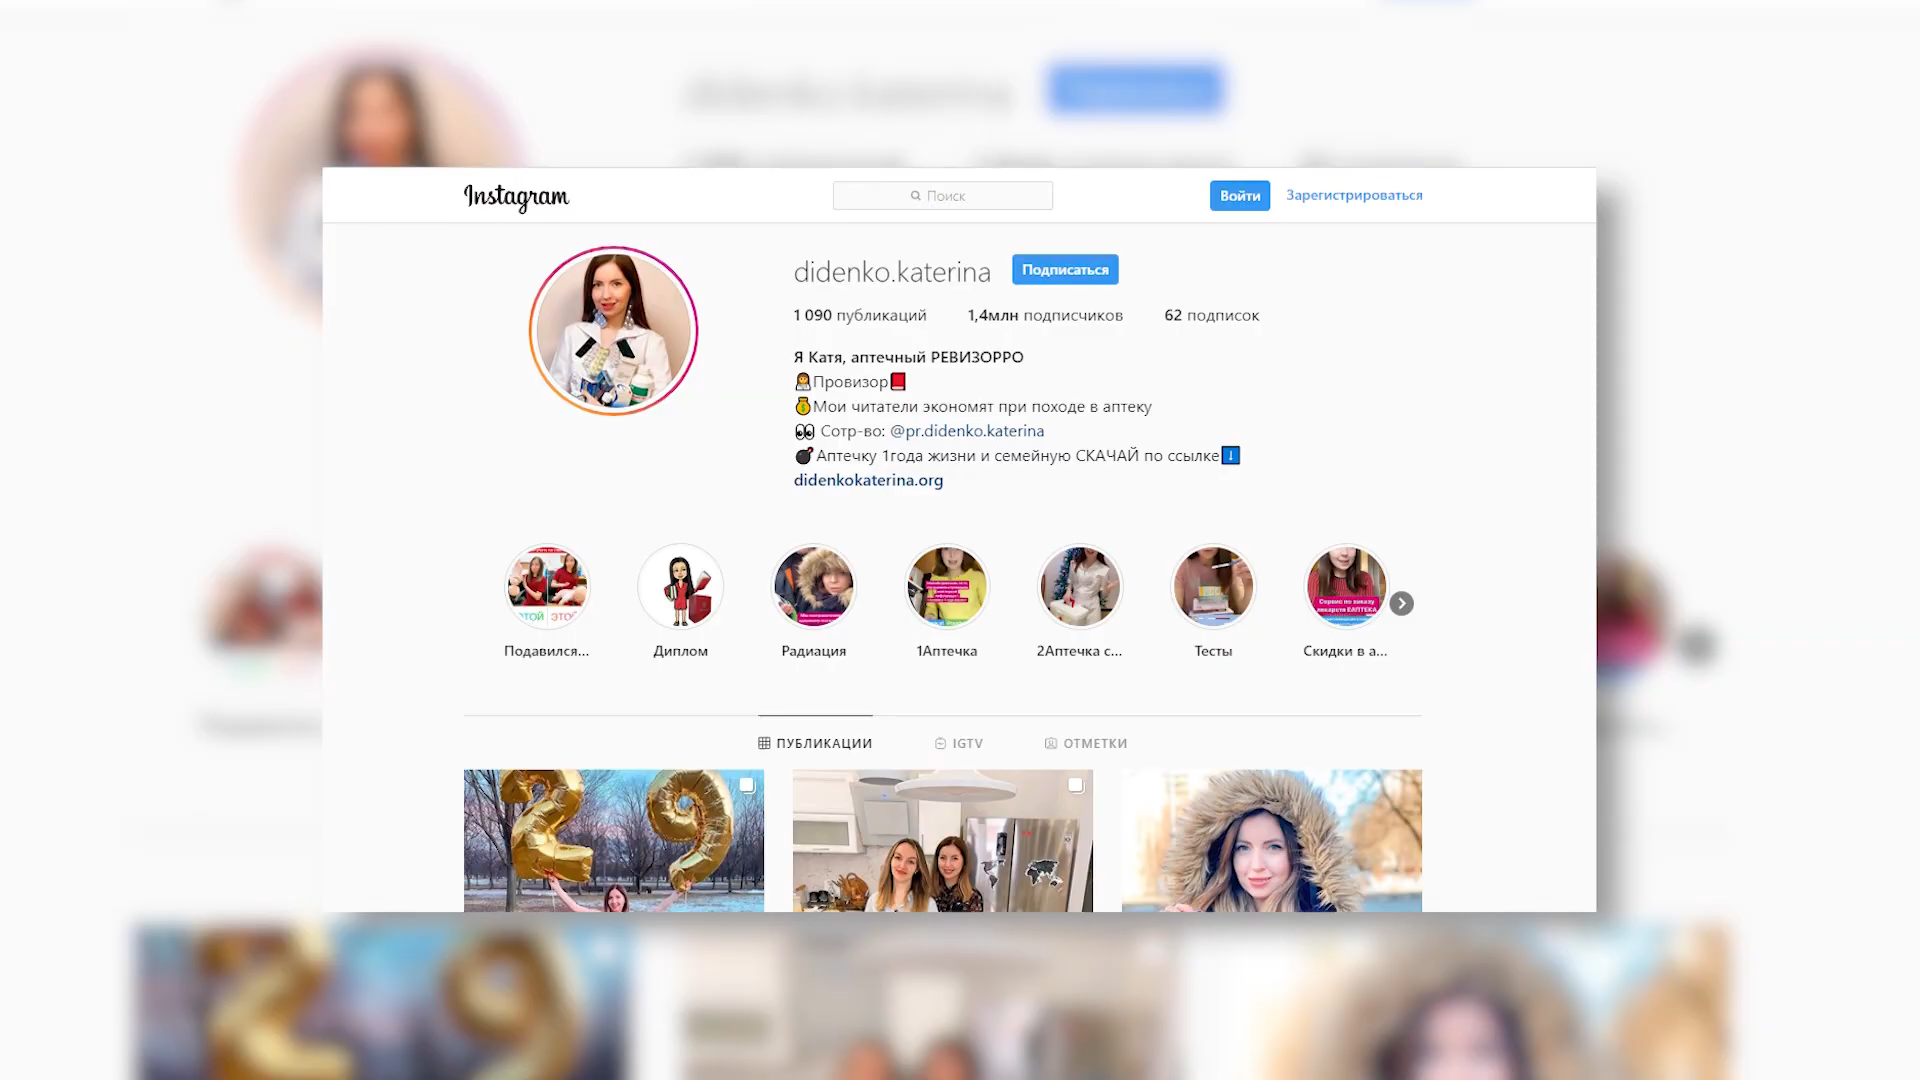 Instagram
Поиск
Войти
Зарегистрироваться
didenko.katerina
Подписаться
1 090 публикаций
1,4млн подписчиков
62 подписок
Я Катя, аптечный РЕВИЗОРРО
Провизор
Мои читатели экономят при походе в аптеку
Сотр-во: @pr.didenko.katerina
Аптечку 1года жизни и семейную СКАЧАЙ по ссылке
didenkokaterina.org
Подавился...
Диплом
Радиация
1Аптечка
2Аптечка с...
Тесты
Скидки в а...
ПУБЛИКАЦИИ
IGTV
ОТМЕТКИ
29